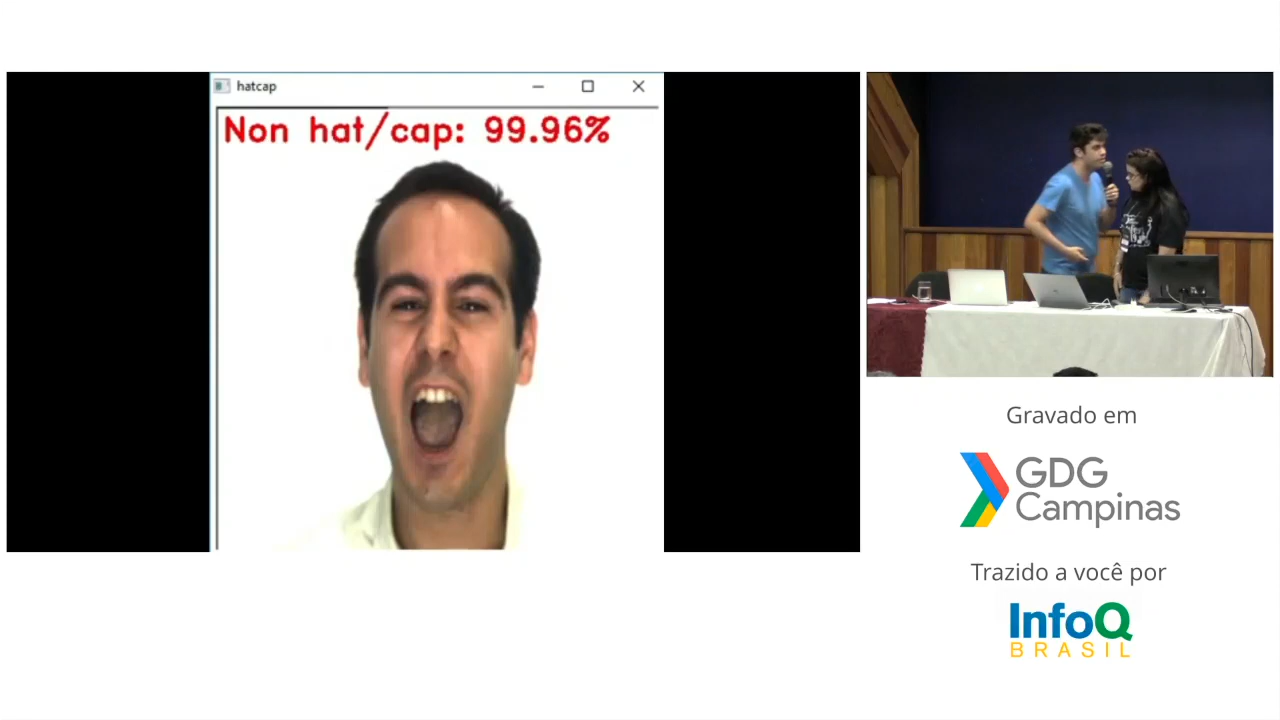 hatcap
Non hat/cap: 99.96%
Gravado em
GDG
Campinas
Trazido a você por
InfoQ
BRASIL